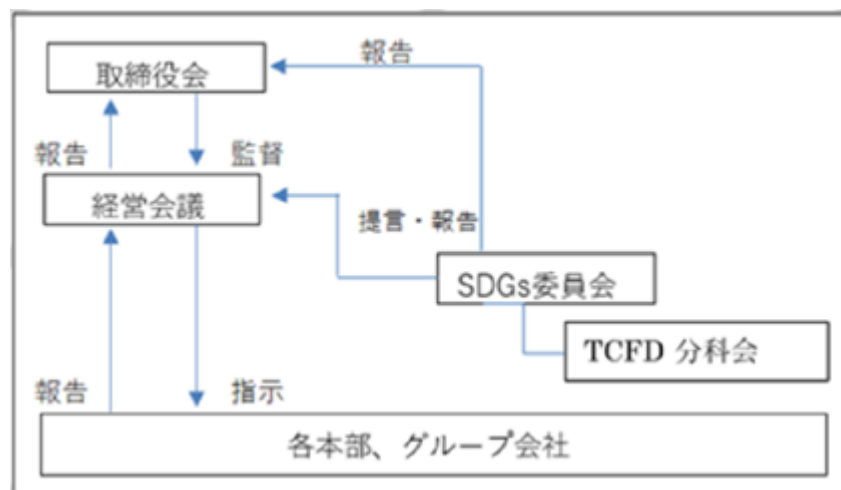 報告
取締役会
報告
監督
経営会議
提言・報告
SDGs委員会
TCFD 分科会
報告
指示
各本部、グループ会社